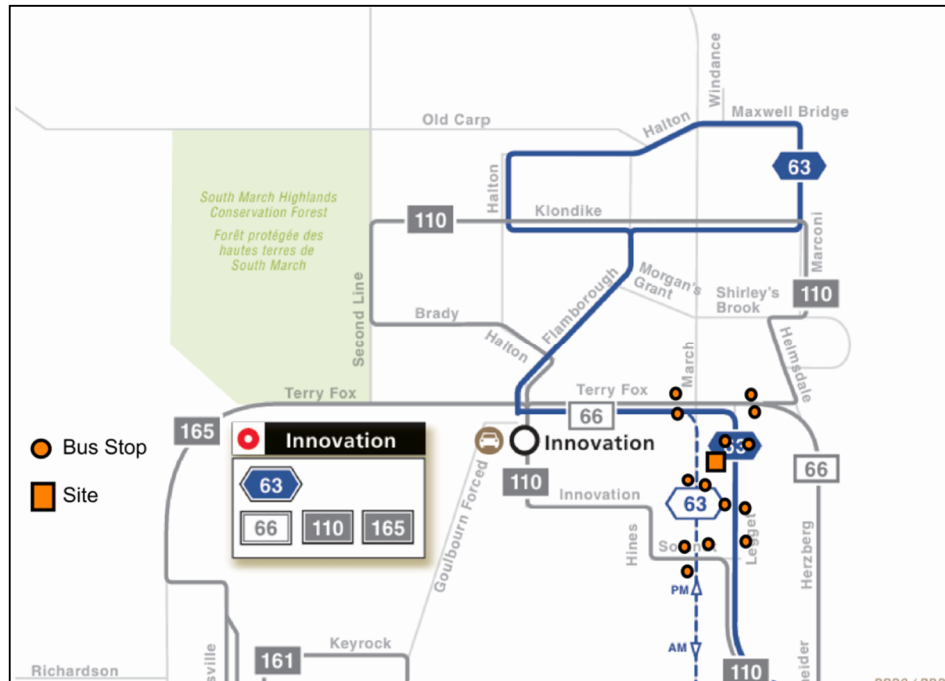 Windance
Old Carp
Halton
Maxwell Bridge
63
South March Highlands
Conservation Forest
Forêt protégée des
hautes terres de
South March
Halton
110
Klondike
Marconi
Second Line
Flamborough
Morgan's
Grant
Shirley's
Brook
110
Brady
Halton
March
Helmsdale
Terry Fox
Terry Fox
66
165
Bus Stop
Site
Innovation
63
66
110
165
Innovation
63
66
Goulbourn Forced
110
Innovation
63
Hines
Legget
Herzberg
PM
AM
Keyrock
161
110
Richardson